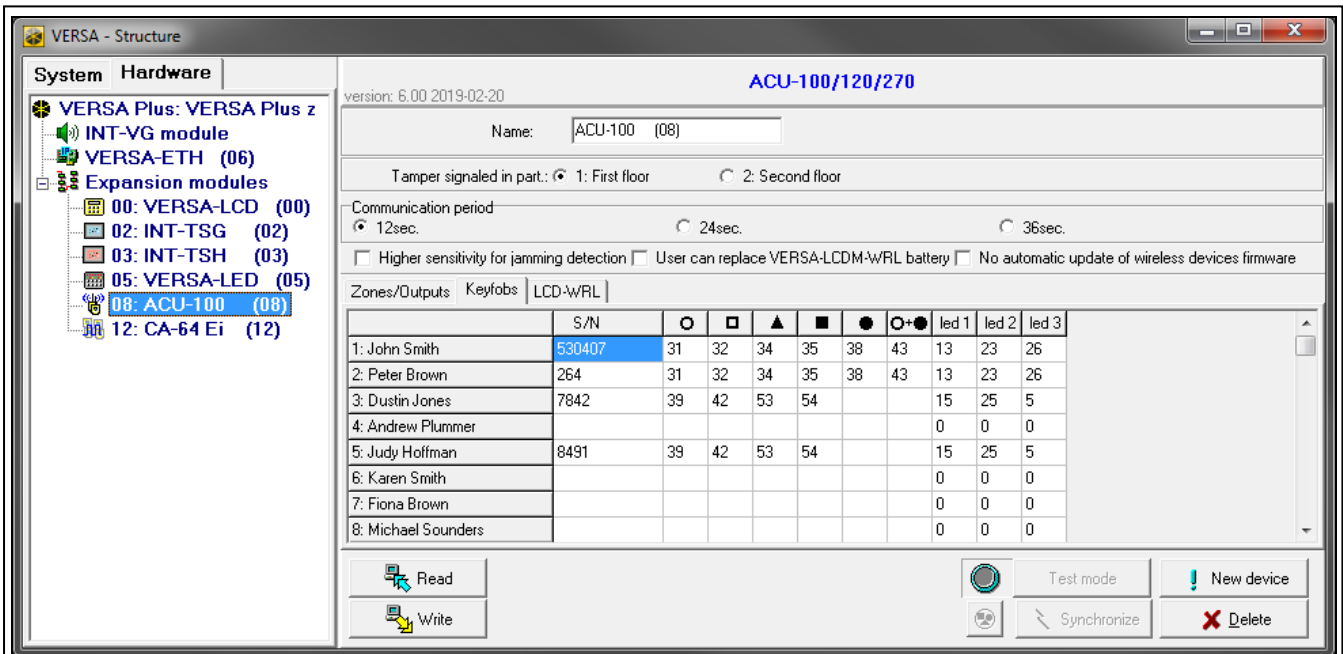 VERSA - Structure
System Hardware
VERSA Plus: VERSA Plus z
INT-VG module
VERSA-ETH (06)
Expansion modules
00: VERSA-LCD (00)
02: INT-TSG (02)
03: INT-TSH (03)
05: VERSA-LED (05)
08: ACU-100 (08)
12: CA-64 Ei (12)
ACU-100/120/270
version: 6.00 2019-02-20
Name: ACU-100 (08)
Tamper signaled in part.: 1: First floor 2: Second floor
Communication period
12sec. 24sec. 36sec.
Higher sensitivity for jamming detection User can replace VERSA-LCDM-WRL battery No automatic update of wireless devices firmware
Zones/Outputs Keyfobs LCD-WRL
S/N O+● led 1 led 2 led 3
1: John Smith 530407 31 32 34 35 38 43 13 23 26
2: Peter Brown 264 31 32 34 35 38 43 13 23 26
3: Dustin Jones 7842 39 42 53 54 15 25 5
4: Andrew Plummer 0 0 0
5: Judy Hoffman 8491 39 42 53 54 15 25 5
6: Karen Smith 0 0 0
7: Fiona Brown 0 0 0
8: Michael Sounders 0 0 0
Read Test mode New device
Write Synchronize Delete